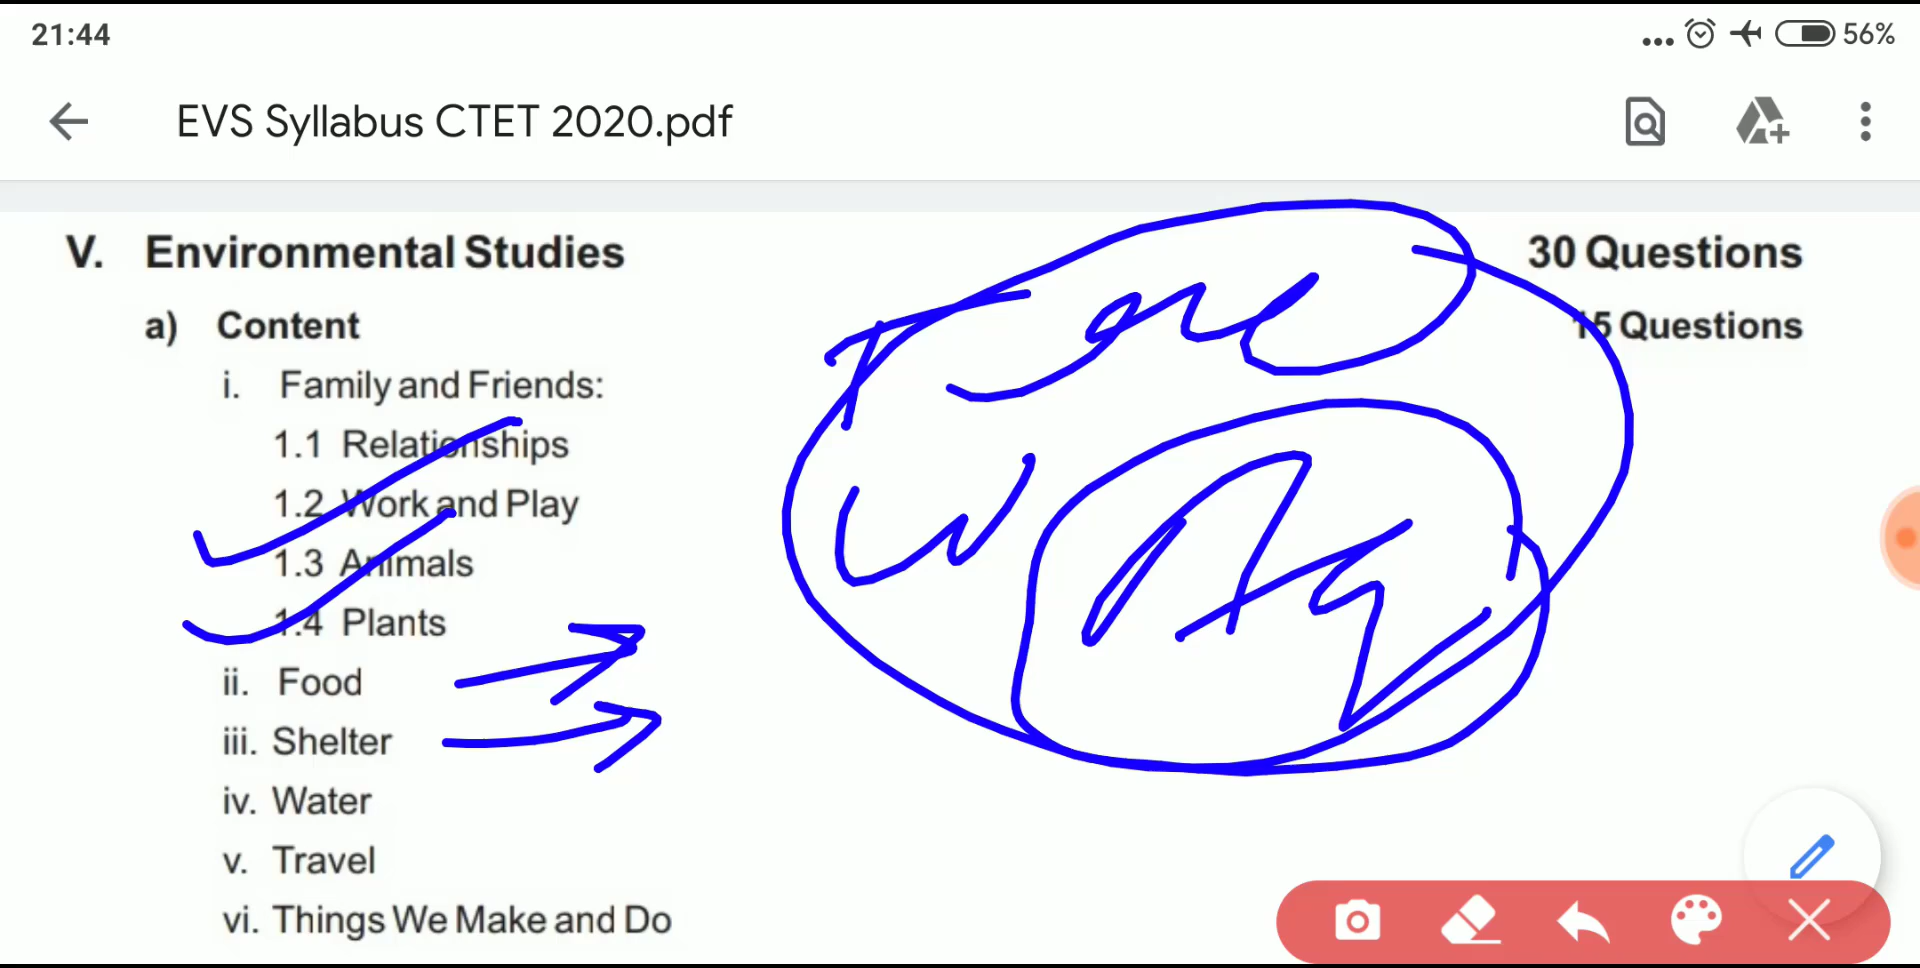 21:44 56%
EVS Syllabus CTET 2020.pdf
V. Environmental Studies 30 Questions
a) Content 15 Questions
i. Family and Friends:
1.1 Relationships
1.2 Work and Play
1.3 Animals
1.4 Plants
ii. Food
iii. Shelter
iv. Water
v. Travel
vi. Things We Make and Do